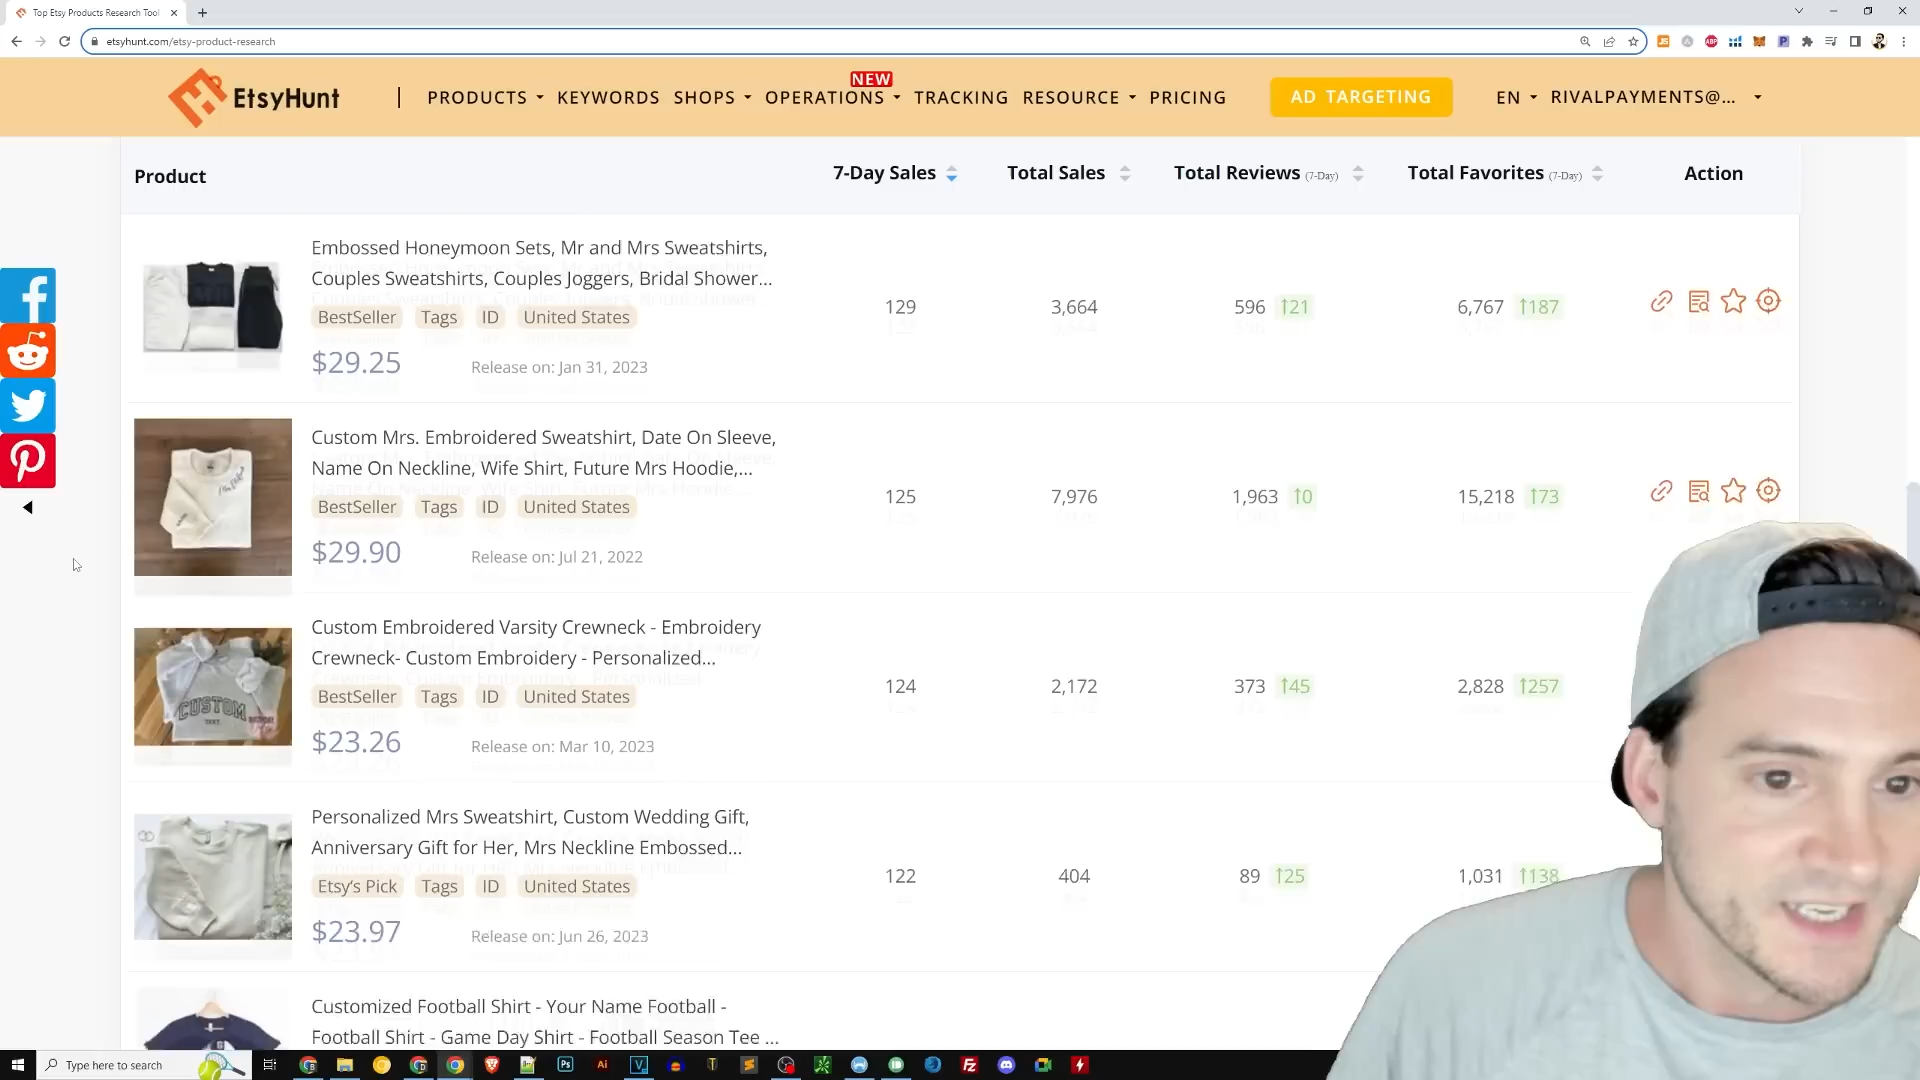 Top Etsy Products Research Tool
etsyhunt.com/etsy-product-research
EtsyHunt
PRODUCTS
KEYWORDS
SHOPS
NEW
OPERATIONS
TRACKING
RESOURCE
PRICING
AD TARGETING
EN
RIVALPAYMENTS@...
Product
7-Day Sales
Total Sales
Total Reviews (7-Day)
Total Favorites (7-Day)
Action
Embossed Honeymoon Sets, Mr and Mrs Sweatshirts,
Couples Sweatshirts, Couples Joggers, Bridal Shower...
BestSeller Tags ID United States
$29.25 Release on: Jan 31, 2023
129
3,664
596 ↑21
6,767 ↑187
Custom Mrs. Embroidered Sweatshirt, Date On Sleeve,
Name On Neckline, Wife Shirt, Future Mrs Hoodie,...
BestSeller Tags ID United States
$29.90 Release on: Jul 21, 2022
125
7,976
1,963 ↑0
15,218 ↑73
CUSTOM
TEXT
Custom Embroidered Varsity Crewneck - Embroidery
Crewneck- Custom Embroidery - Personalized...
BestSeller Tags ID United States
$23.26 Release on: Mar 10, 2023
124
2,172
373 ↑45
2,828 ↑257
Personalized Mrs Sweatshirt, Custom Wedding Gift,
Anniversary Gift for Her, Mrs Neckline Embossed...
Etsy's Pick Tags ID United States
$23.97 Release on: Jun 26, 2023
122
404
89 ↑25
1,031 ↑138
Customized Football Shirt - Your Name Football -
Football Shirt - Game Day Shirt - Football Season Tee ...
Type here to search